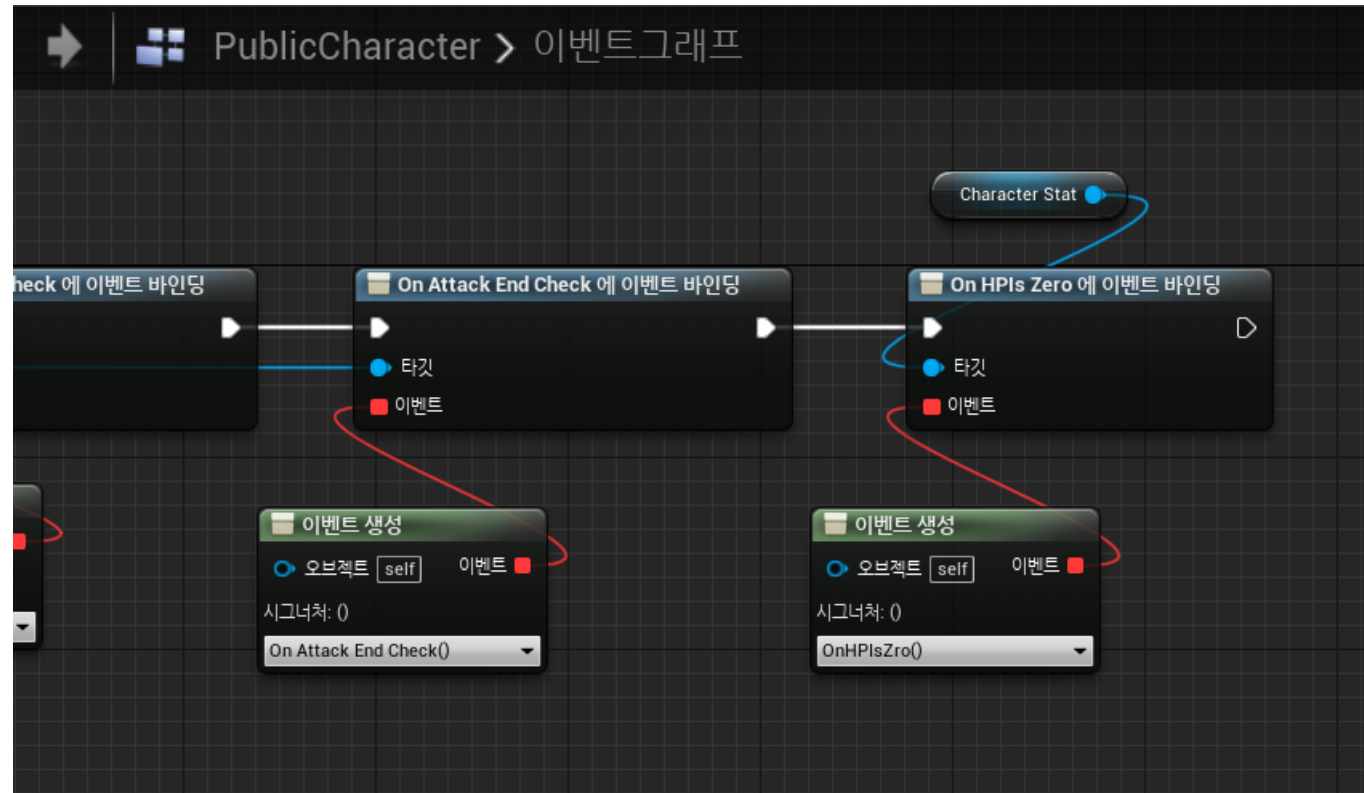 PublicCharacter > 이벤트그래프
Character Stat
heck 에 이벤트 바인딩
On Attack End Check 에 이벤트 바인딩
On HPIs Zero 에 이벤트 바인딩
타깃
타깃
이벤트
이벤트
이벤트 생성
이벤트 생성
오브젝트 self 이벤트
오브젝트 self 이벤트
시그너처: ()
시그너처: ()
On Attack End Check()
OnHPIsZro()